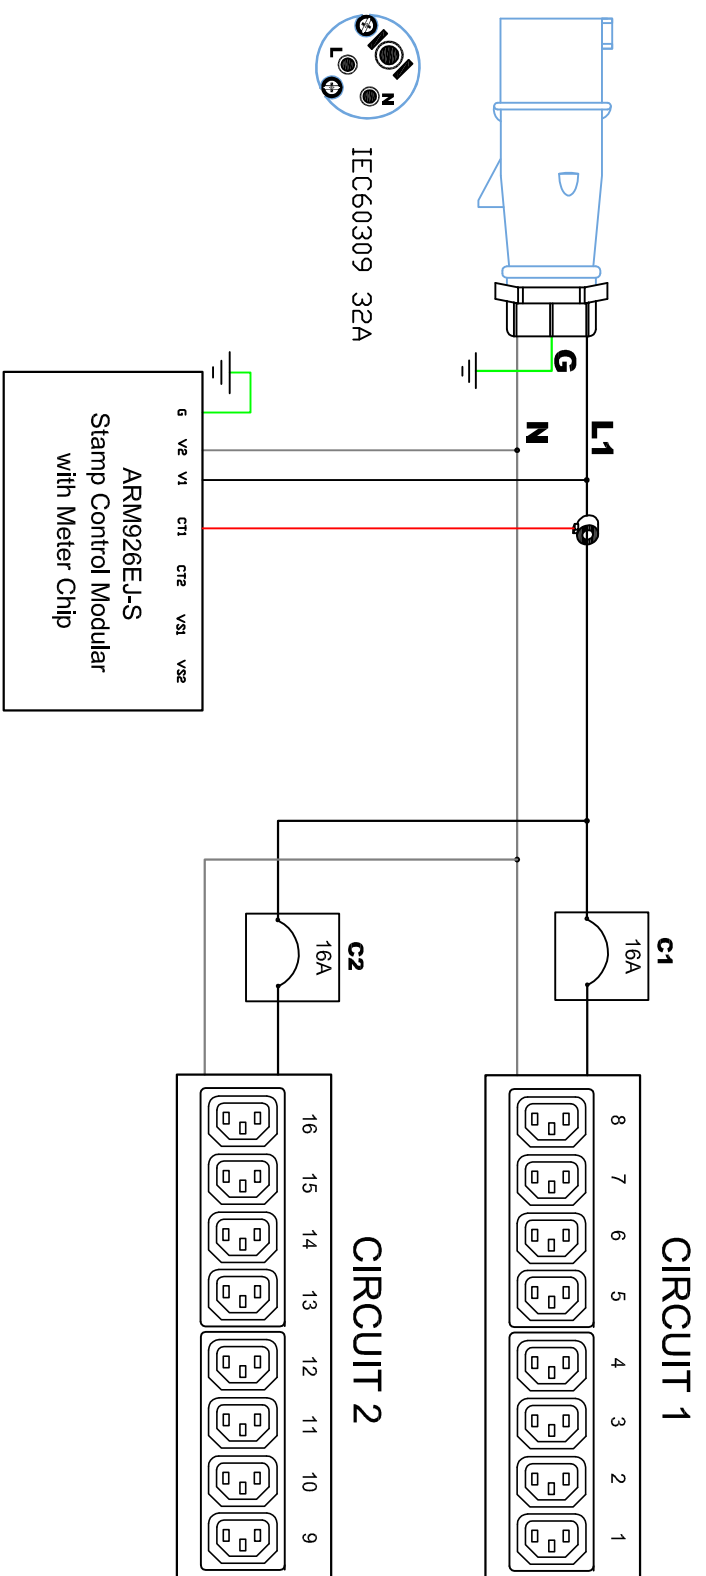 L
N
IEC60309 32A
G
N
L1
G
V2
V1
CT1
CT2
VS1
VS2
ARM926EJ-S
Stamp Control Modular
with Meter Chip
C1
16A
C2
16A
CIRCUIT 1
8
7
6
5
4
3
2
1
CIRCUIT 2
16
15
14
13
12
11
10
9